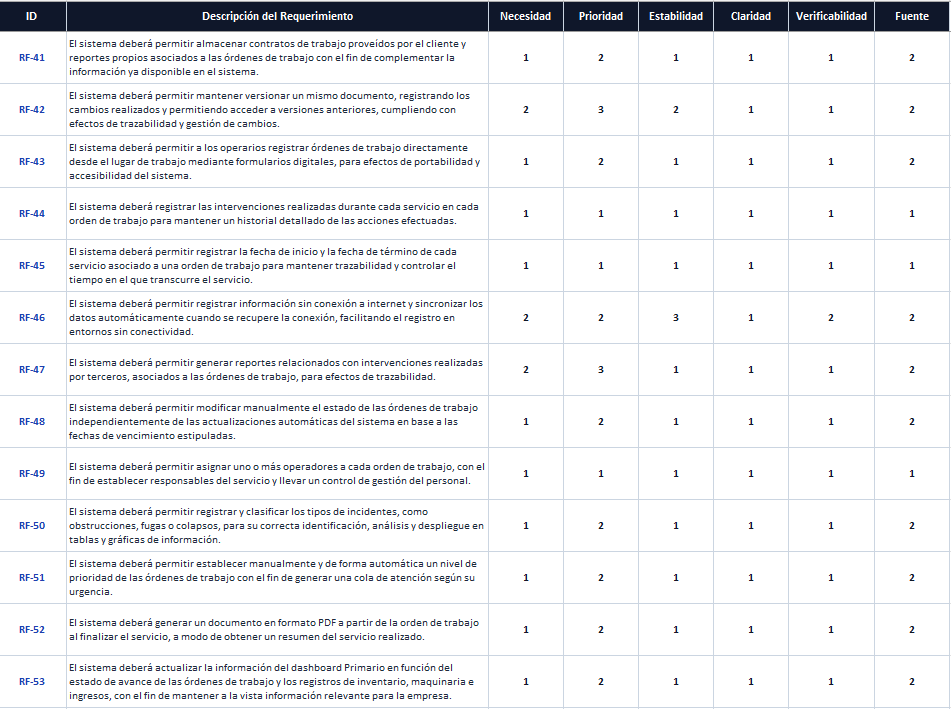 ID Descripción del Requerimiento Necesidad Prioridad Estabilidad Claridad Verificabilidad Fuente
El sistema deberá permitir almacenar contratos de trabajo proveídos por el cliente y
RF-41 reportes propios asociados a las órdenes de trabajo con el fin de complementar la 1 2 1 1 1 2
información ya disponible en el sistema.
El sistema deberá permitir mantener versionar un mismo documento, registrando los
RF-42 cambios realizados y permitiendo acceder a versiones anteriores, cumpliendo con 2 3 2 1 1 2
efectos de trazabilidad y gestión de cambios.
El sistema deberá permitir a los operarios registrar órdenes de trabajo directamente
RF-43 desde el lugar de trabajo mediante formularios digitales, para efectos de portabilidad y 1 2 1 1 1 2
accesibilidad del sistema.
El sistema deberá registrar las intervenciones realizadas durante cada servicio en cada
RF-44 1 1 1 1 1 1
orden de trabajo para mantener un historial detallado de las acciones efectuadas.
El sistema deberá permitir registrar la fecha de inicio y la fecha de término de cada
RF-45 servicio asociado a una orden de trabajo para mantener trazabilidad y controlar el 1 1 1 1 1 1
tiempo en el que transcurre el servicio.
El sistema deberá permitir registrar información sin conexión a internet y sincronizar los
RF-46 datos automáticamente cuando se recupere la conexión, facilitando el registro en 2 2 3 1 2 2
entornos sin conectividad.
El sistema deberá permitir generar reportes relacionados con intervenciones realizadas
RF-47 2 3 1 1 1 2
por terceros, asociados a las órdenes de trabajo, para efectos de trazabilidad.
El sistema deberá permitir modificar manualmente el estado de las órdenes de trabajo
RF-48 independientemente de las actualizaciones automáticas del sistema en base a las 1 2 1 1 1 2
fechas de vencimiento estipuladas.
El sistema deberá permitir asignar uno o más operadores a cada orden de trabajo, con el
RF-49 1 1 1 1 1 1
fin de establecer responsables del servicio y llevar un control de gestión del personal.
El sistema deberá permitir registrar y clasificar los tipos de incidentes, como
RF-50 obstrucciones, fugas o colapsos, para su correcta identificación, análisis y despliegue en 1 2 1 1 1 2
tablas y gráficas de información.
El sistema deberá permitir establecer manualmente y de forma automática un nivel de
RF-51 prioridad de las órdenes de trabajo con el fin de generar una cola de atención según su 1 2 1 1 1 2
urgencia.
El sistema deberá generar un documento en formato PDF a partir de la orden de trabajo
RF-52 1 2 1 1 1 2
al finalizar el servicio, a modo de obtener un resumen del servicio realizado.
El sistema deberá actualizar la información del dashboard Primario en función del
RF-53 estado de avance de las órdenes de trabajo y los registros de inventario, maquinaria e 1 2 1 1 1 2
ingresos, con el fin de mantener a la vista información relevante para la empresa.